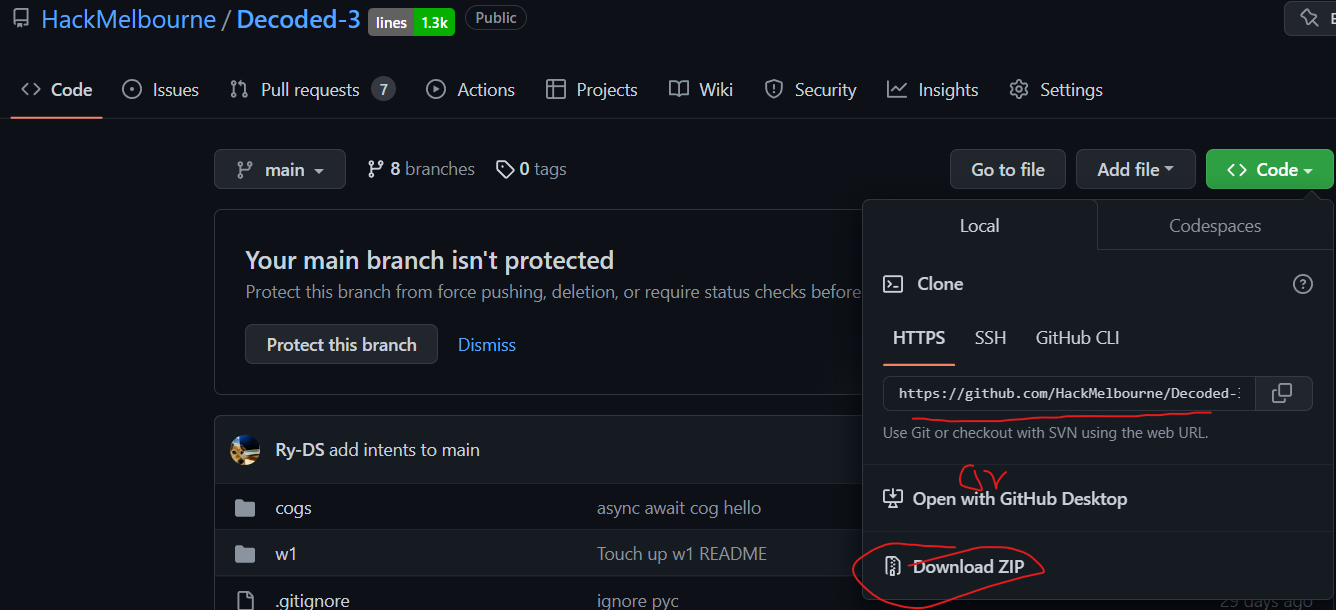 HackMelbourne / Decoded-3 lines 1.3k Public
Code Issues Pull requests 7 Actions Projects Wiki Security Insights Settings
main 8 branches 0 tags Go to file Add file Code
Local Codespaces
Your main branch isn't protected
Protect this branch from force pushing, deletion, or require status checks before
Protect this branch Dismiss
Clone
HTTPS SSH GitHub CLI
https://github.com/HackMelbourne/Decoded-3
Use Git or checkout with SVN using the web URL.
Ry-DS add intents to main
or
Open with GitHub Desktop
cogs async await cog hello
w1 Touch up w1 README
Download ZIP
.gitignore ignore pyc 29 days ago